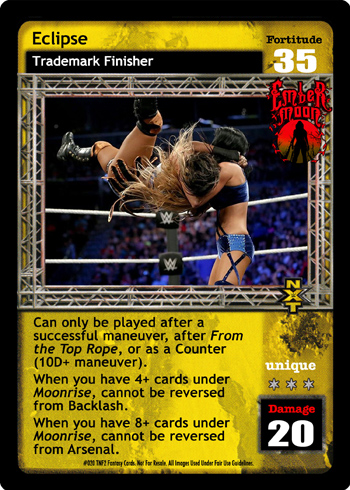 Eclipse
Fortitude
35
Trademark Finisher
EMBER
MOON
W
W
NXT
Can only be played after a
successful maneuver, after From
the Top Rope, or as a Counter
(10D+ maneuver).
When you have 4+ cards under
Moonrise, cannot be reversed
from Backlash.
When you have 8+ cards under
Moonrise, cannot be reversed
from Arsenal.
unique
Damage
20
#020 TMF2 Fantasy Cards. Not For Resale. All Images Used Under Fair Use Guidelines.